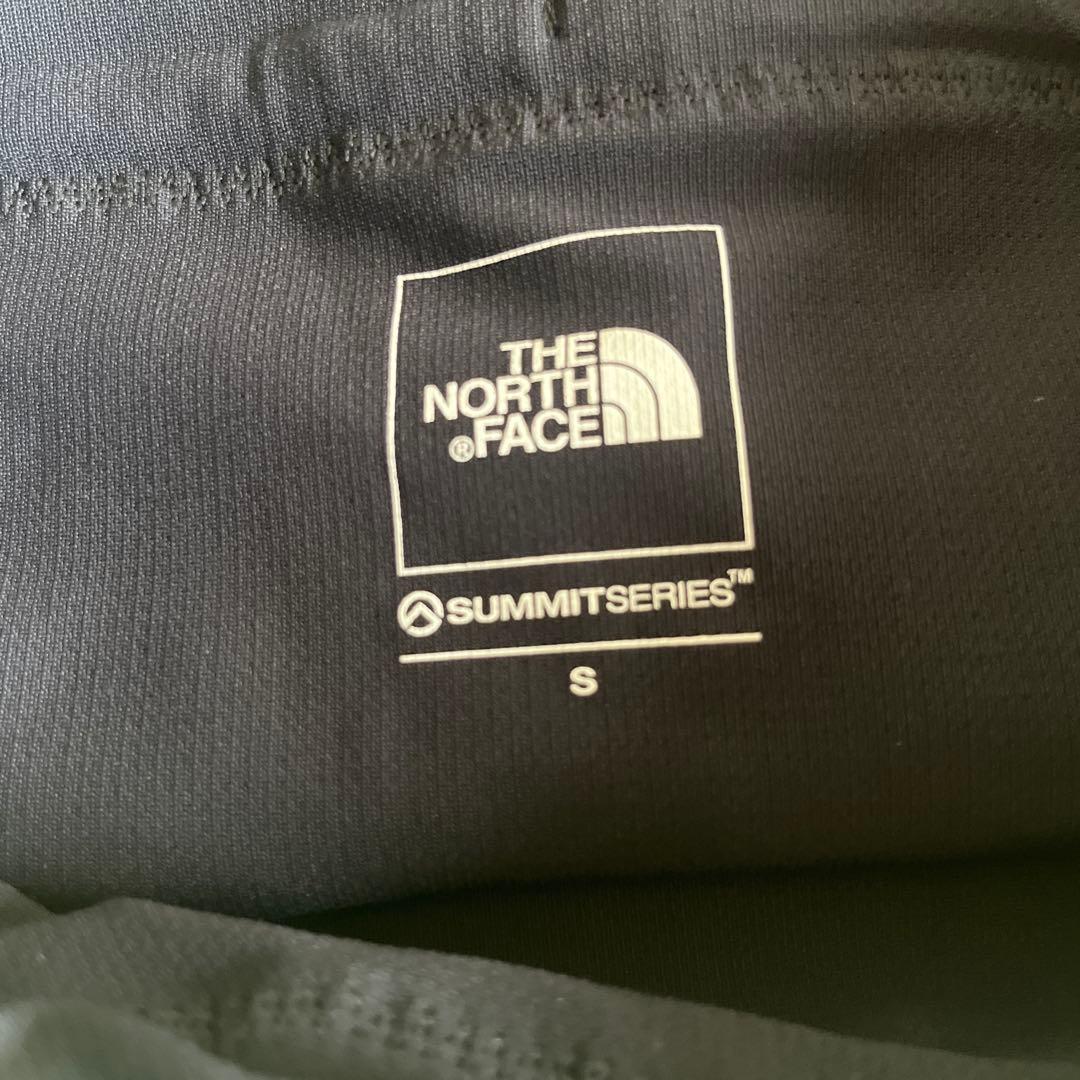 THE
NORTH
®FACE
SUMMITSERIES™
S